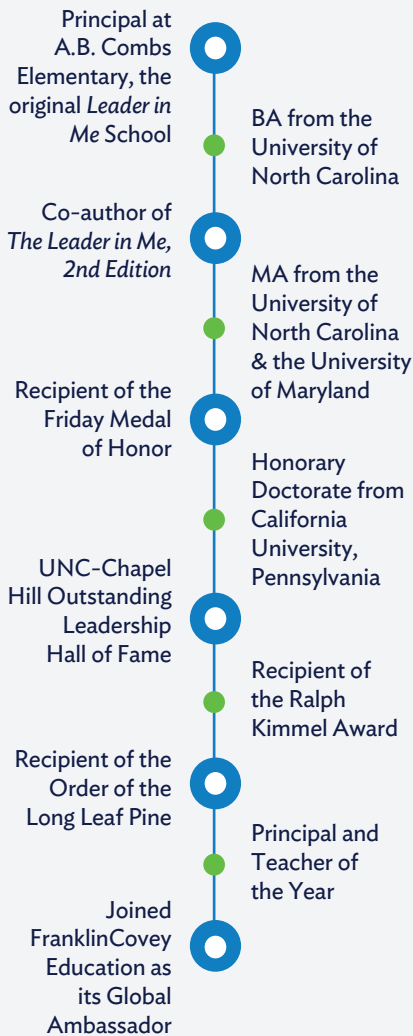 Principal at
A.B. Combs
Elementary, the
original Leader in
Me School
BA from the
University of
North Carolina
Co-author of
The Leader in Me,
2nd Edition
MA from the
University of
North Carolina
& the University
of Maryland
Recipient of the
Friday Medal
of Honor
Honorary
Doctorate from
California
University,
Pennsylvania
UNC-Chapel
Hill Outstanding
Leadership
Hall of Fame
Recipient of
the Ralph
Kimmel Award
Recipient of the
Order of the
Long Leaf Pine
Principal and
Teacher of
the Year
Joined
FranklinCovey
Education as
its Global
Ambassador